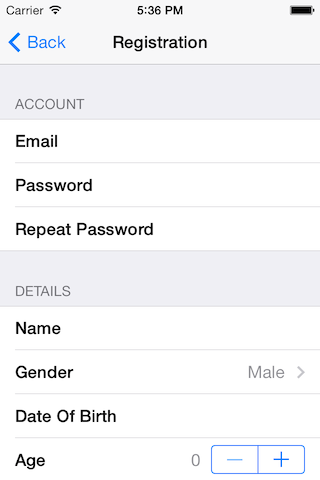 Carrier 5:36 PM
Back Registration
ACCOUNT
Email
Password
Repeat Password
DETAILS
Name
Gender Male
Date Of Birth
Age 0 — +